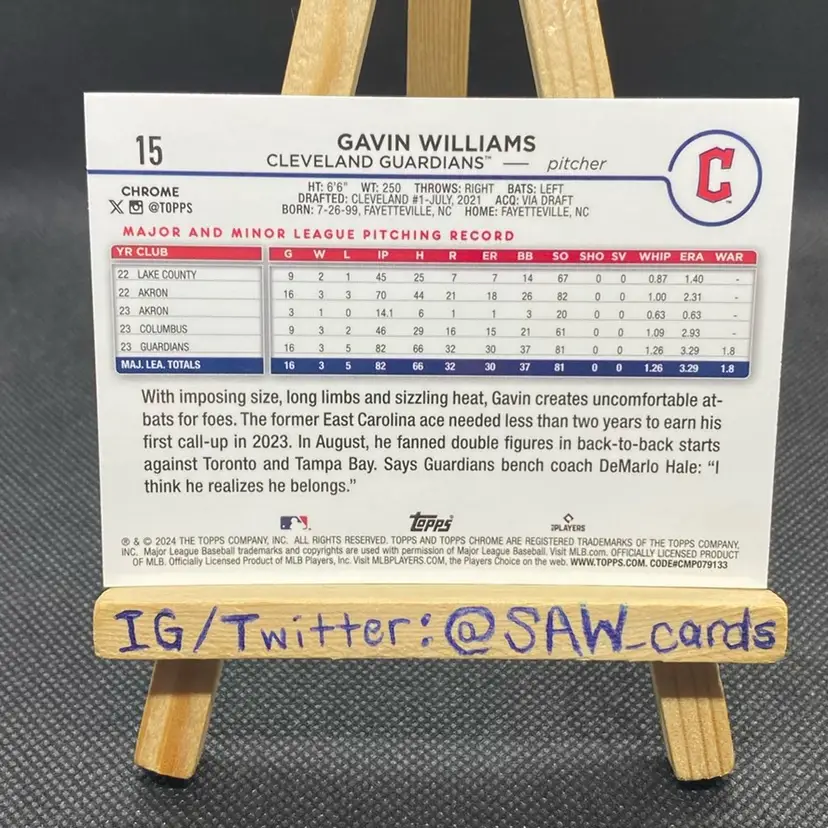 15
GAVIN WILLIAMS
CLEVELAND GUARDIANS™ — pitcher
C
CHROME
X @TOPPS
HT: 6'6" WT: 250 THROWS: RIGHT BATS: LEFT
DRAFTED: CLEVELAND #1-JULY, 2021 ACQ: VIA DRAFT
BORN: 7-26-99, FAYETTEVILLE, NC HOME: FAYETTEVILLE, NC
MAJOR AND MINOR LEAGUE PITCHING RECORD
YR CLUB G W L IP H R ER BB SO SHO SV WHIP ERA WAR
22 LAKE COUNTY 9 2 1 45 25 7 7 14 67 0 0 0.87 1.40 -
22 AKRON 16 3 3 70 44 21 18 26 82 0 0 1.00 2.31 -
23 AKRON 3 1 0 14.1 6 1 1 3 20 0 0 0.63 0.63 -
23 COLUMBUS 9 3 2 46 29 16 15 21 61 0 0 1.09 2.93 -
23 GUARDIANS 16 3 5 82 66 32 30 37 81 0 0 1.26 3.29 1.8
MAJ. LEA. TOTALS 16 3 5 82 66 32 30 37 81 0 0 1.26 3.29 1.8
With imposing size, long limbs and sizzling heat, Gavin creates uncomfortable at-
bats for foes. The former East Carolina ace needed less than two years to earn his
first call-up in 2023. In August, he fanned double figures in back-to-back starts
against Toronto and Tampa Bay. Says Guardians bench coach DeMarlo Hale: “I
think he realizes he belongs.”
Topps
PLAYERS
® & © 2024 THE TOPPS COMPANY, INC. ALL RIGHTS RESERVED. TOPPS AND TOPPS CHROME ARE REGISTERED TRADEMARKS OF THE TOPPS COMPANY,
INC. Major League Baseball trademarks and copyrights are used with permission of Major League Baseball. Visit MLB.com. OFFICIALLY LICENSED PRODUCT
OF MLB. Officially Licensed Product of MLB Players, Inc. Visit MLBPLAYERS.COM, the Players Choice on the web. WWW.TOPPS.COM. CODE#CMP079133
IG/Twitter:@SAW_cards